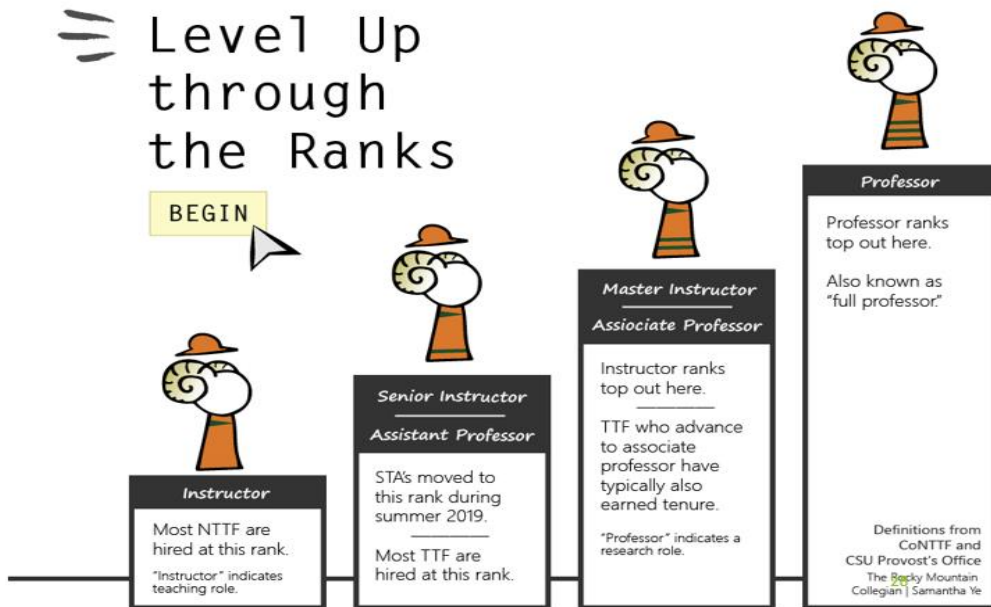 Level Up
through
the Ranks
BEGIN
Instructor
Most NTTF are
hired at this rank.
"Instructor" indicates
teaching role.
Senior Instructor
Assistant Professor
STA's moved to
this rank during
summer 2019.
Most TTF are
hired at this rank.
Master Instructor
Assiociate Professor
Instructor ranks
top out here.
TTF who advance
to associate
professor have
typically also
earned tenure.
"Professor" indicates a
research role.
Professor
Professor ranks
top out here.
Also known as
"full professor."
Definitions from
CoNTTF and
CSU Provost's Office
The Rocky Mountain
Collegian | Samantha Ye